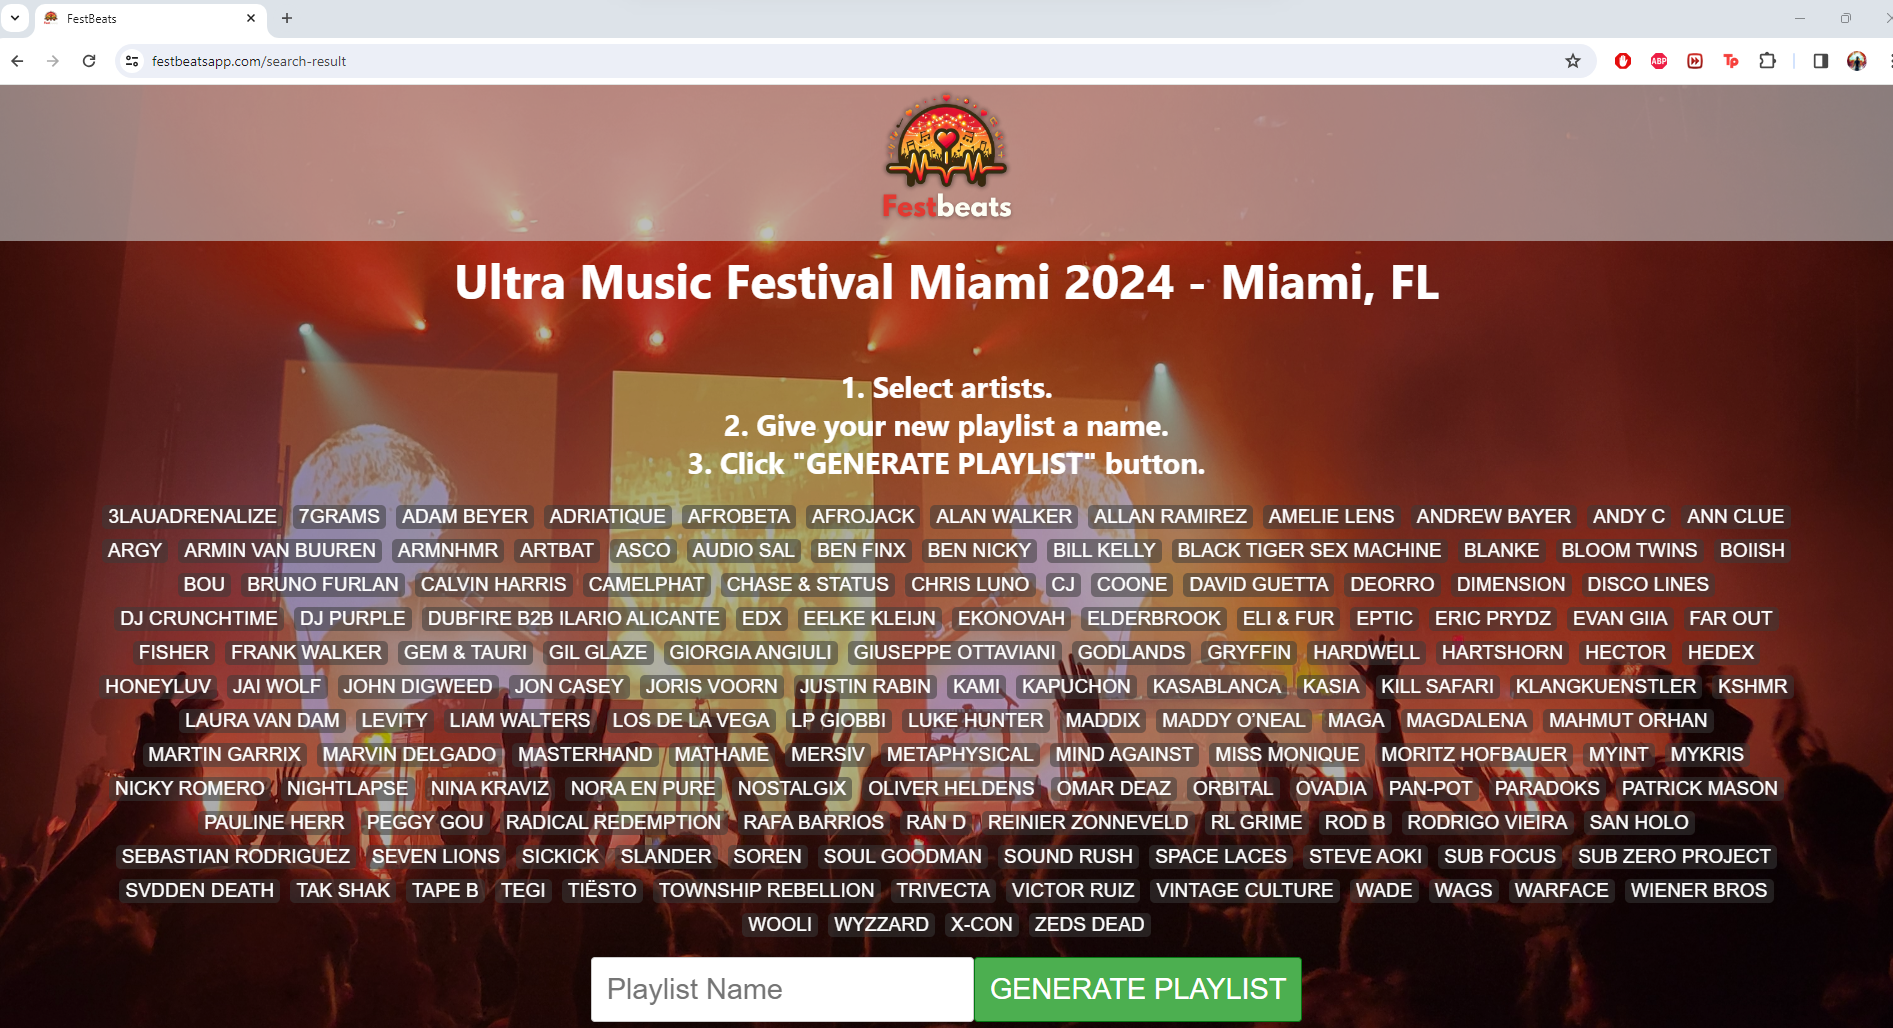 FestBeats
festbeatsapp.com/search-result
ABP
Tp
Festbeats
Ultra Music Festival Miami 2024 - Miami, FL
1. Select artists.
2. Give your new playlist a name.
3. Click "GENERATE PLAYLIST" button.
3LAUADRENALIZE 7GRAMS ADAM BEYER ADRIATIQUE AFROBETA AFROJACK ALAN WALKER ALLAN RAMIREZ AMELIE LENS ANDREW BAYER ANDY C ANN CLUE
ARGY ARMIN VAN BUUREN ARMNHMR ARTBAT ASCO AUDIO SAL BEN FINX BEN NICKY BILL KELLY BLACK TIGER SEX MACHINE BLANKE BLOOM TWINS BOIISH
BOU BRUNO FURLAN CALVIN HARRIS CAMELPHAT CHASE & STATUS CHRIS LUNO CJ COONE DAVID GUETTA DEORRO DIMENSION DISCO LINES
DJ CRUNCHTIME DJ PURPLE DUBFIRE B2B ILARIO ALICANTE EDX EELKE KLEIJN EKONOVAH ELDERBROOK ELI & FUR EPTIC ERIC PRYDZ EVAN GIIA FAR OUT
FISHER FRANK WALKER GEM & TAURI GIL GLAZE GIORGIA ANGIULI GIUSEPPE OTTAVIANI GODLANDS GRYFFIN HARDWELL HARTSHORN HECTOR HEDEX
HONEYLUV JAI WOLF JOHN DIGWEED JON CASEY JORIS VOORN JUSTIN RABIN KAMI KAPUCHON KASABLANCA KASIA KILL SAFARI KLANGKUENSTLER KSHMR
LAURA VAN DAM LEVITY LIAM WALTERS LOS DE LA VEGA LP GIOBBI LUKE HUNTER MADDIX MADDY O'NEAL MAGA MAGDALENA MAHMUT ORHAN
MARTIN GARRIX MARVIN DELGADO MASTERHAND MATHAME MERSIV METAPHYSICAL MIND AGAINST MISS MONIQUE MORITZ HOFBAUER MYINT MYKRIS
NICKY ROMERO NIGHTLAPSE NINA KRAVIZ NORA EN PURE NOSTALGIX OLIVER HELDENS OMAR DEAZ ORBITAL OVADIA PAN-POT PARADOKS PATRICK MASON
PAULINE HERR PEGGY GOU RADICAL REDEMPTION RAFA BARRIOS RAN D REINIER ZONNEVELD RL GRIME ROD B RODRIGO VIEIRA SAN HOLO
SEBASTIAN RODRIGUEZ SEVEN LIONS SICKICK SLANDER SOREN SOUL GOODMAN SOUND RUSH SPACE LACES STEVE AOKI SUB FOCUS SUB ZERO PROJECT
SVDDEN DEATH TAK SHAK TAPE B TEGI TIËSTO TOWNSHIP REBELLION TRIVECTA VICTOR RUIZ VINTAGE CULTURE WADE WAGS WARFACE WIENER BROS
WOOLI WYZZARD X-CON ZEDS DEAD
Playlist Name GENERATE PLAYLIST